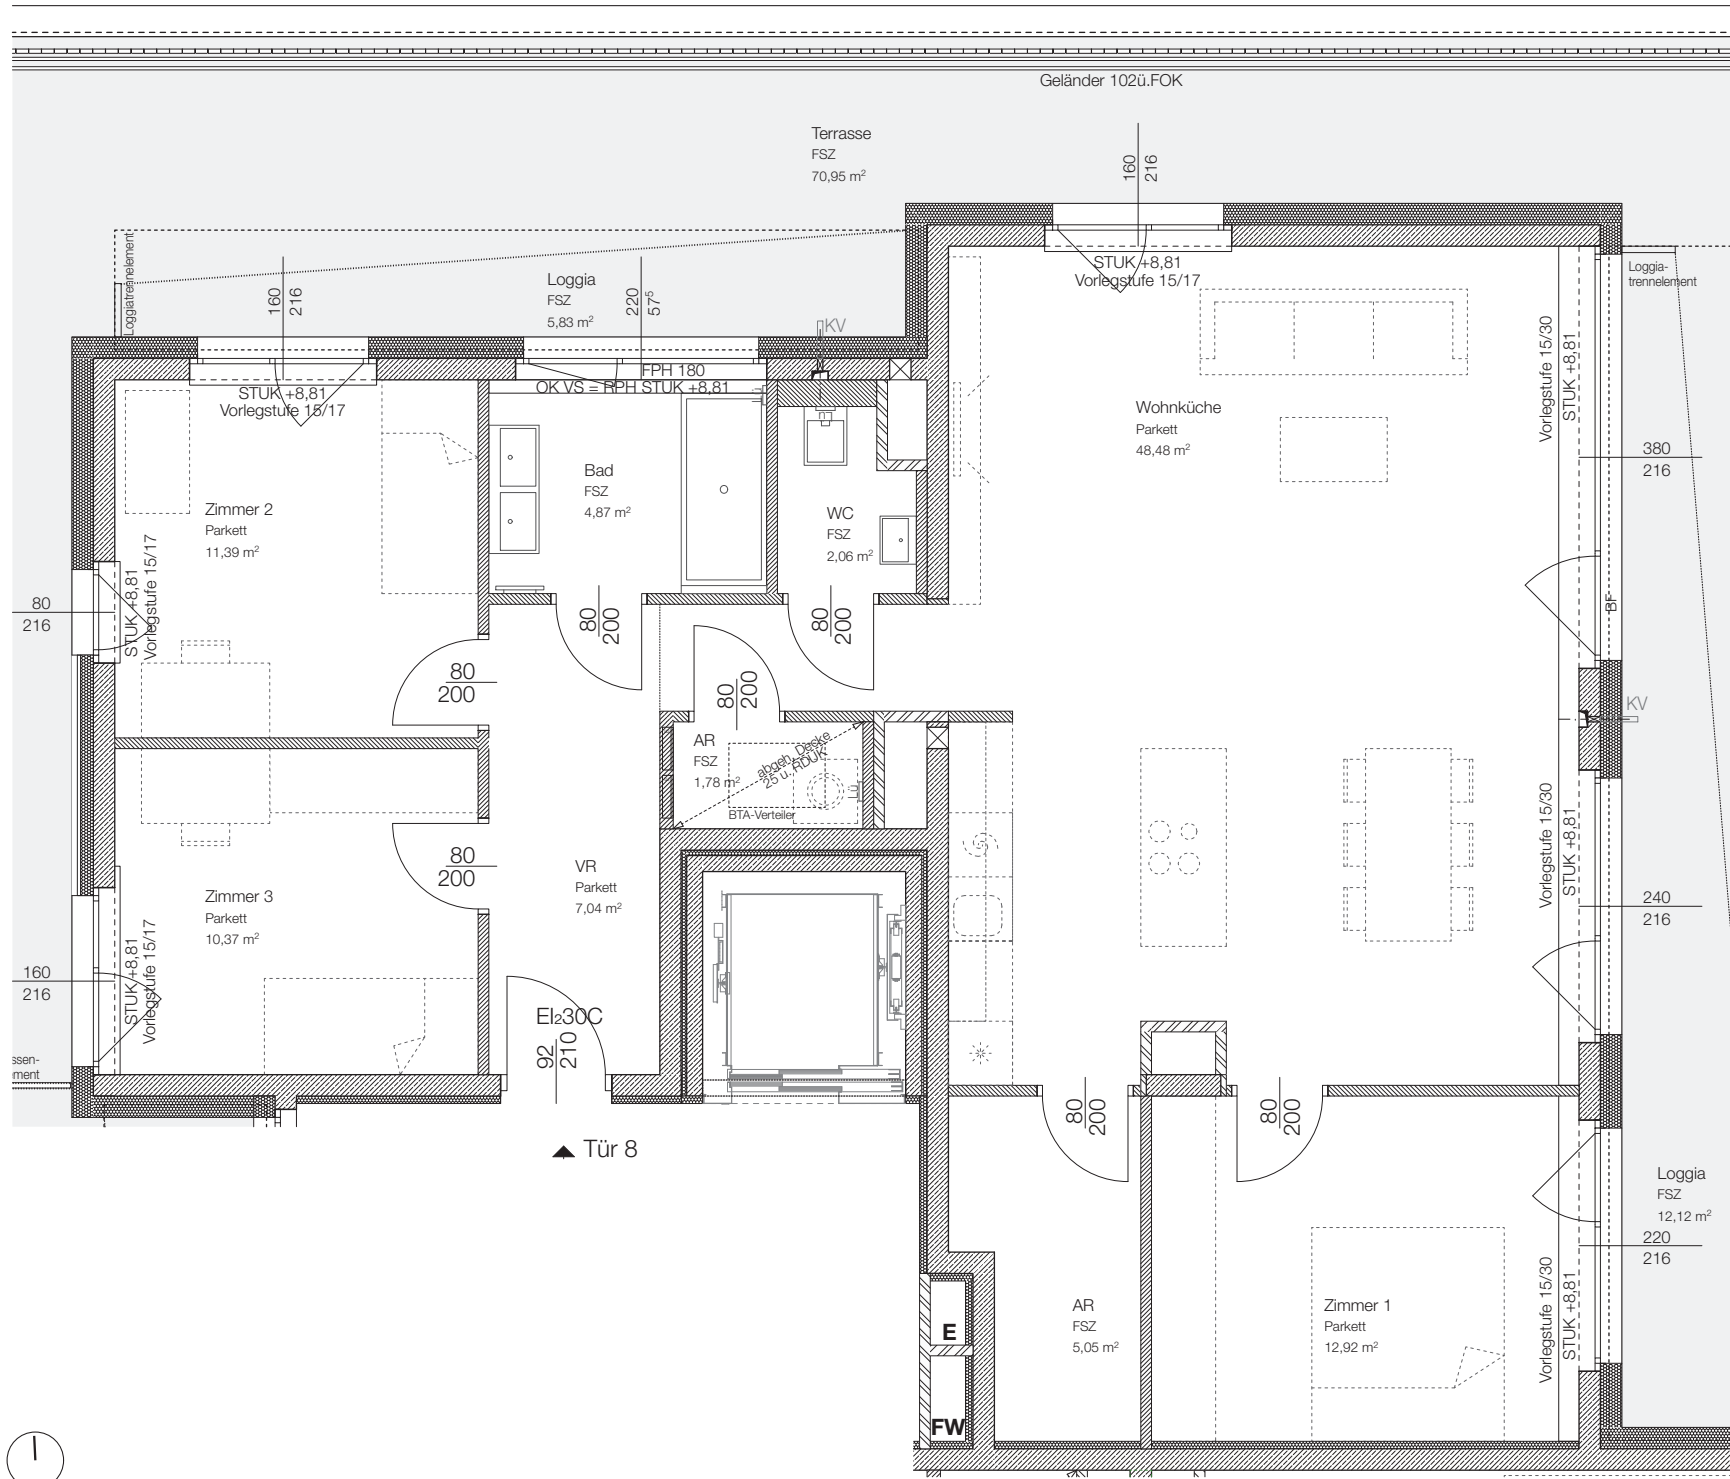 Geländer 102ü.FOK
Terrasse
FSZ
70,95 m²
160
216
Loggiatrennelement
Loggia
FSZ
5,83 m²
160
216
220
57⁵
KV
STUK +8,81
Vorlegstufe 15/17
Loggia-
trennelement
FPH 180
OK VS = RPH STUK +8,81
STUK +8,81
Vorlegstufe 15/17
Vorlegstufe 15/30
STUK +8,81
Wohnküche
Parkett
48,48 m²
380
216
Bad
FSZ
4,87 m²
Zimmer 2
Parkett
11,39 m²
WC
FSZ
2,06 m²
80
216
STUK +8,81
Vorlegstufe 15/17
80
200
80
200
BF
80
200
80
200
KV
AR
FSZ
1,78 m²
abgeh. Decke
25 u. RDUK
LÜ
BTA-Verteiler
Vorlegstufe 15/30
STUK +8,81
80
200
VR
Parkett
7,04 m²
Zimmer 3
Parkett
10,37 m²
240
216
160
216
STUK +8,81
Vorlegstufe 15/17
EI₂30C
92
210
ssen-
ment
80
200
80
200
Tür 8
Loggia
FSZ
12,12 m²
220
216
Vorlegstufe 15/30
STUK +8,81
AR
FSZ
5,05 m²
Zimmer 1
Parkett
12,92 m²
E
FW